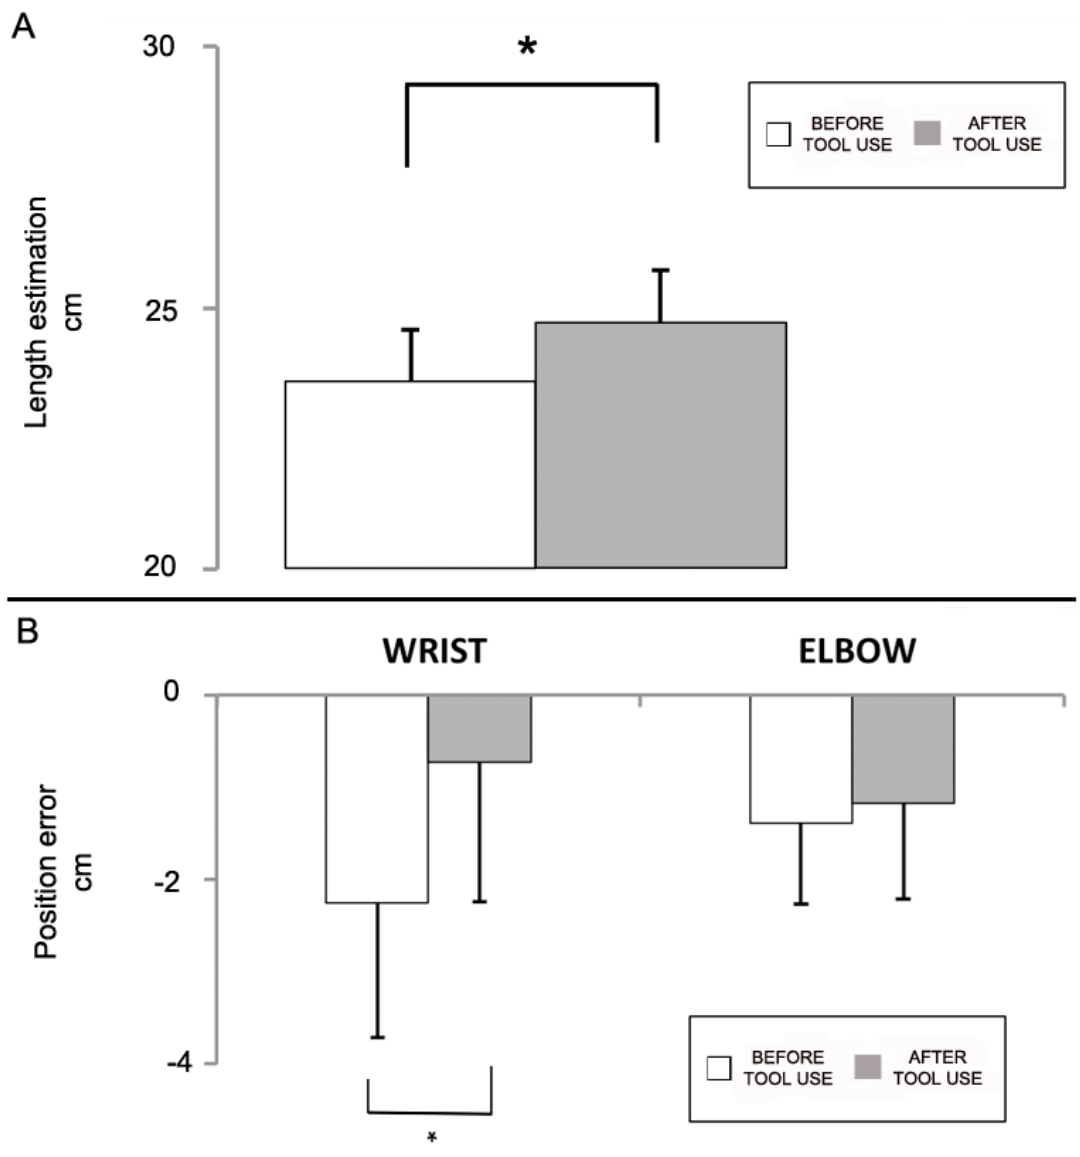 A
30
*
BEFORE
TOOL USE
AFTER
TOOL USE
Length estimation
cm
25
20
B
WRIST
ELBOW
0
Position error
cm
-2
-4
BEFORE
TOOL USE
AFTER
TOOL USE
*